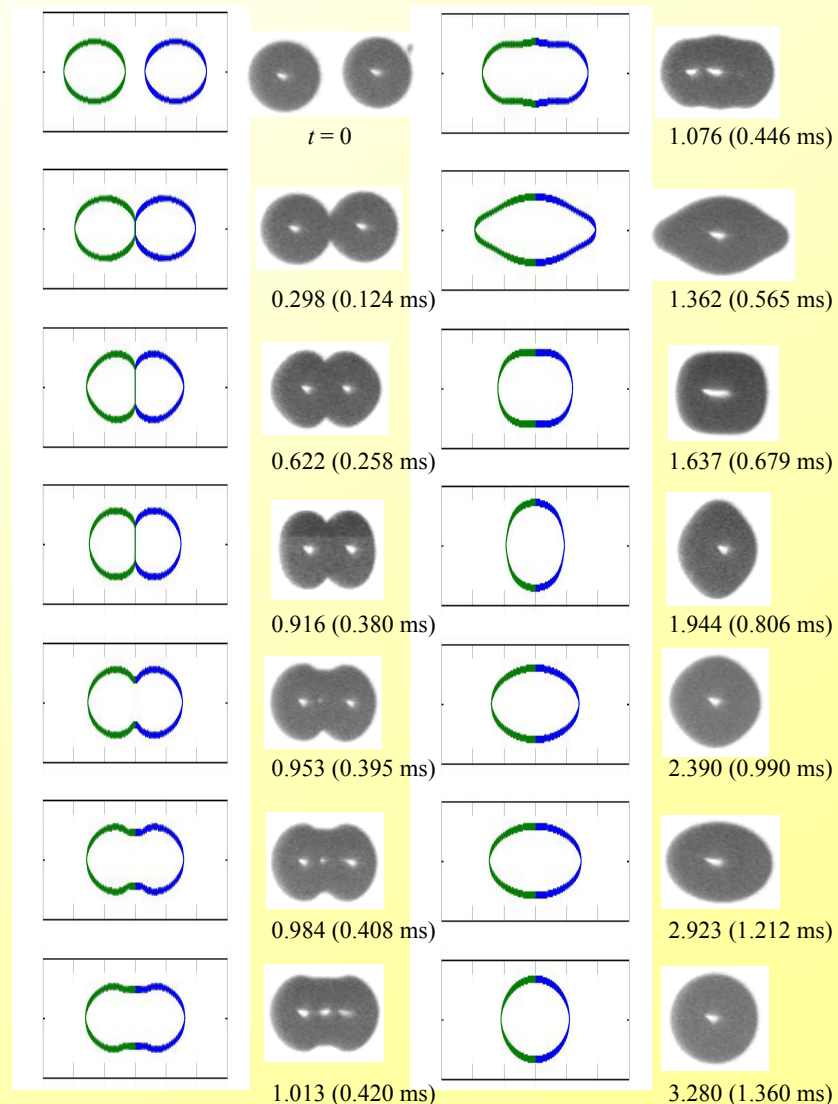 t = 0
0.298 (0.124 ms)
0.622 (0.258 ms)
0.916 (0.380 ms)
0.953 (0.395 ms)
0.984 (0.408 ms)
1.013 (0.420 ms)
1.076 (0.446 ms)
1.362 (0.565 ms)
1.637 (0.679 ms)
1.944 (0.806 ms)
2.390 (0.990 ms)
2.923 (1.212 ms)
3.280 (1.360 ms)